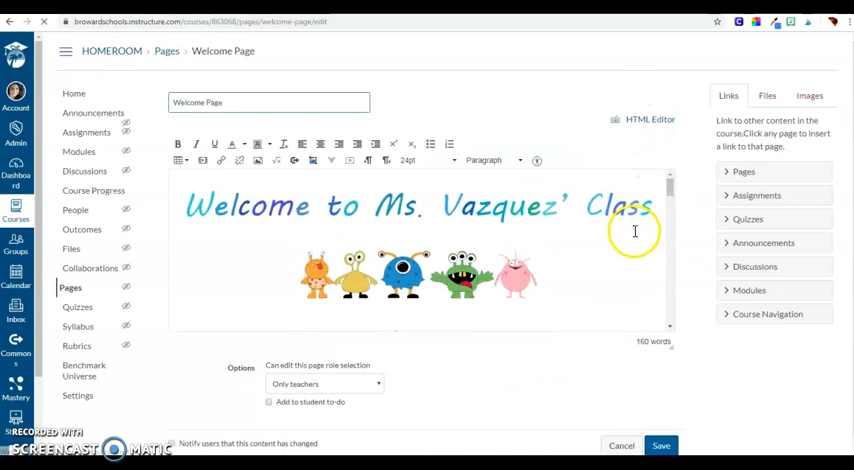 browardschools.instructure.com/courses/863068/pages/welcome-page/edit
HOMEROOM › Pages › Welcome Page
Account
Admin
Dashboa
rd
Courses
Groups
Calendar
Inbox
Common
s
Mastery
St
Home
Announcements
Assignments
Modules
Discussions
Course Progress
People
Outcomes
Files
Collaborations
Pages
Quizzes
Syllabus
Rubrics
Benchmark
Universe
Settings
Welcome Page
HTML Editor
24pt
Paragraph
Welcome to Ms. Vazquez’ Class
160 words
Options
Can edit this page role selection
Only teachers
Add to student to-do
Notify users that this content has changed
Cancel
Save
Links
Files
Images
Link to other content in the
course.Click any page to insert
a link to that page.
Pages
Assignments
Quizzes
Announcements
Discussions
Modules
Course Navigation
RECORDED WITH
SCREENCAST MATIC